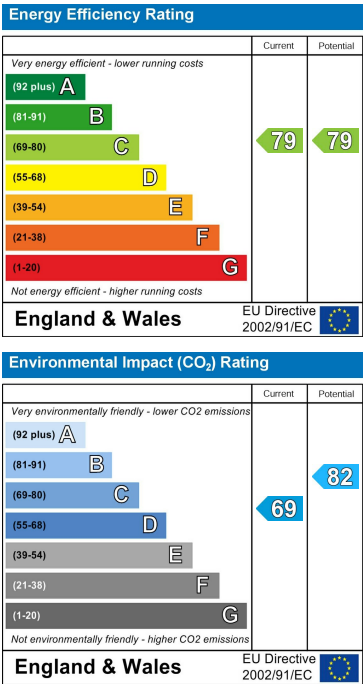 Energy Efficiency Rating
Current Potential
Very energy efficient - lower running costs
(92 plus) A
(81-91) B
(69-80) C 79 79
(55-68) D
(39-54) E
(21-38) F
(1-20) G
Not energy efficient - higher running costs
England & Wales EU Directive 2002/91/EC
Environmental Impact (CO₂) Rating
Current Potential
Very environmentally friendly - lower CO2 emissions
(92 plus) A
(81-91) B 82
(69-80) C 69
(55-68) D
(39-54) E
(21-38) F
(1-20) G
Not environmentally friendly - higher CO2 emissions
England & Wales EU Directive 2002/91/EC